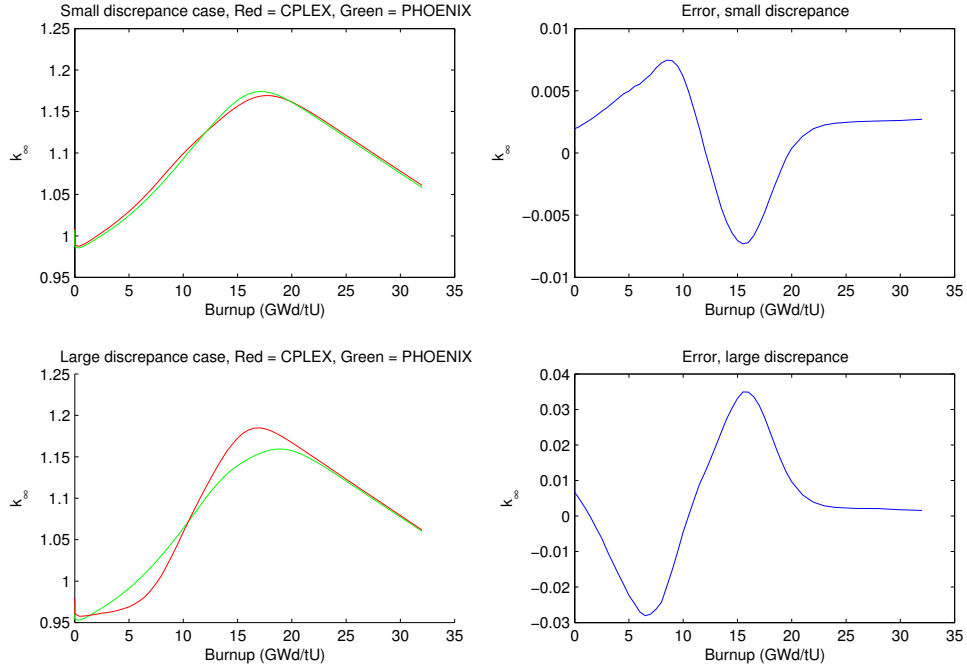 Small discrepance case, Red = CPLEX, Green = PHOENIX
1.25
1.2
1.15
1.1
1.05
1
0.95
k∞
0 5 10 15 20 25 30 35
Burnup (GWd/tU)
Error, small discrepance
0.01
0.005
0
−0.005
−0.01
k∞
0 5 10 15 20 25 30 35
Burnup (GWd/tU)
Large discrepance case, Red = CPLEX, Green = PHOENIX
1.25
1.2
1.15
1.1
1.05
1
0.95
k∞
0 5 10 15 20 25 30 35
Burnup (GWd/tU)
Error, large discrepance
0.04
0.03
0.02
0.01
0
−0.01
−0.02
−0.03
k∞
0 5 10 15 20 25 30 35
Burnup (GWd/tU)